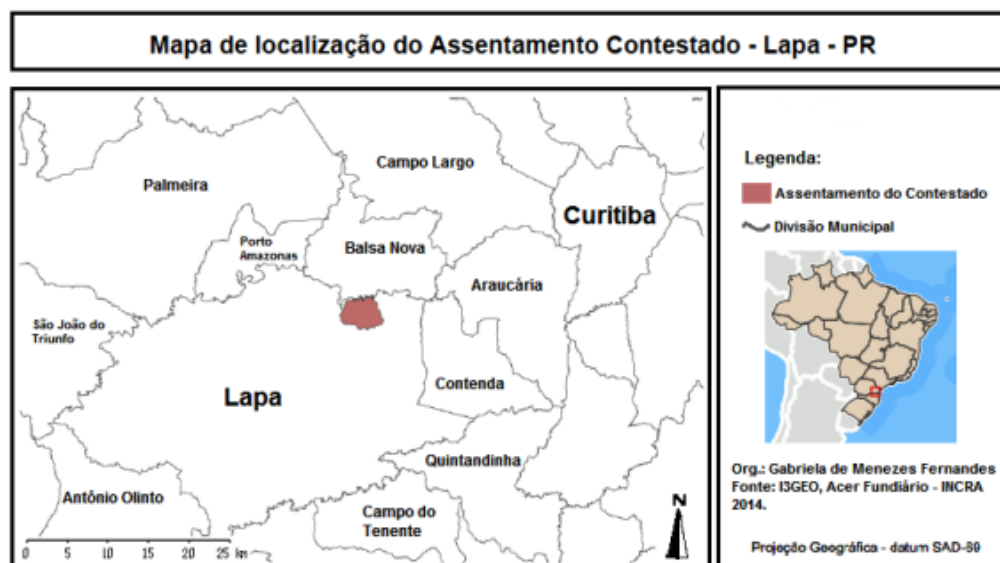 Mapa de localização do Assentamento Contestado - Lapa - PR
Campo Largo
Palmeira
Curitiba
Porto
Amazonas
Balsa Nova
Araucária
São João do
Triunfo
Lapa
Contenda
Quintandinha
Antônio Olinto
Campo do
Tenente
N
0 5 10 15 20 25 km
Legenda:
Assentamento do Contestado
Divisão Municipal
Org.: Gabriela de Menezes Fernandes
Fonte: I3GEO, Acer Fundiário - INCRA
2014.
Projeção Geográfica - datum SAD-69